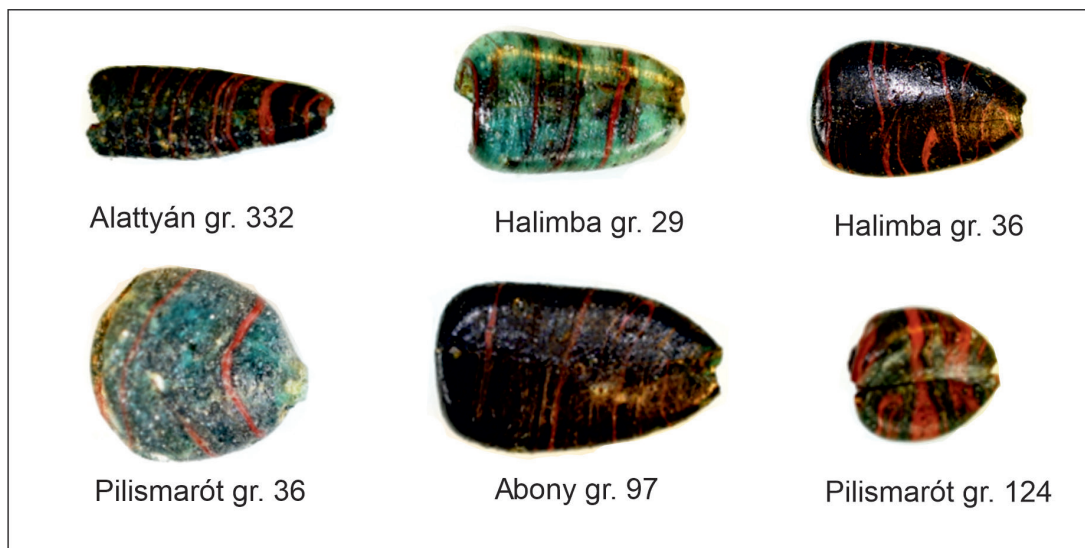 Alattyán gr. 332
Halimba gr. 29
Halimba gr. 36
Pilismarót gr. 36
Abony gr. 97
Pilismarót gr. 124